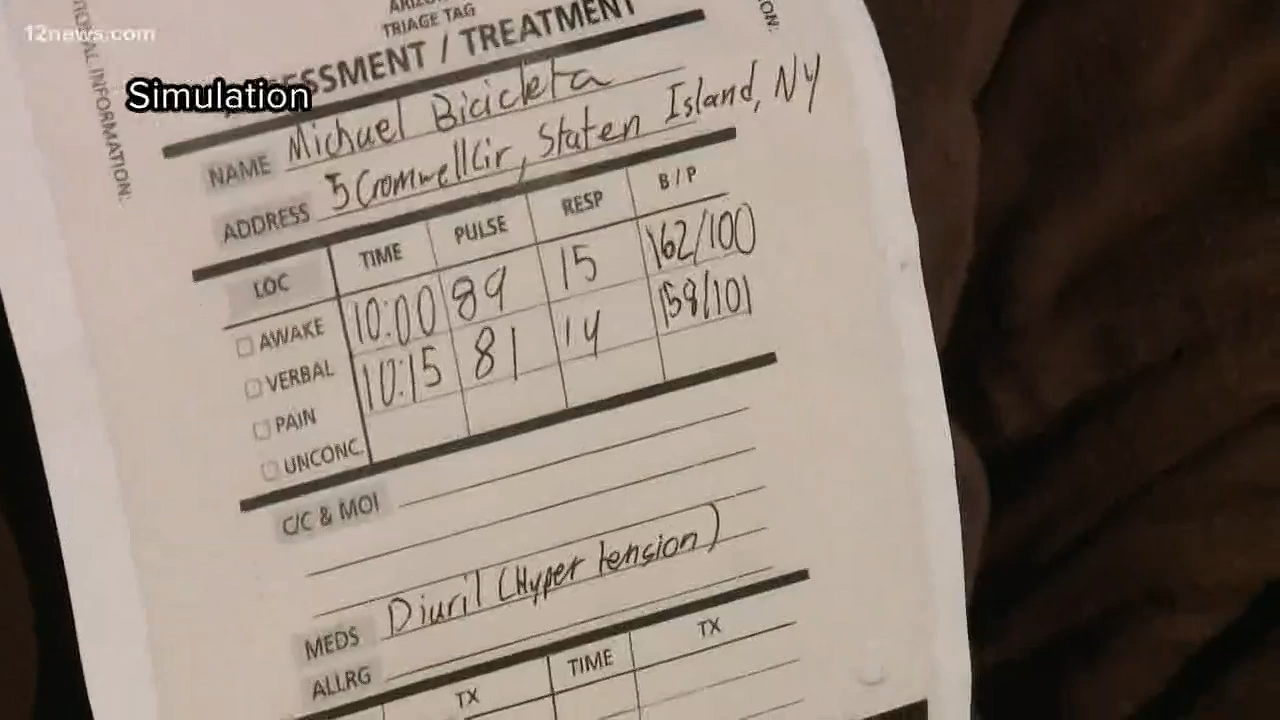 12news.com
Simulation
TRIAGE TAG
ASSESSMENT / TREATMENT
NAME Michael Bicicleta
ADDRESS 5 Cromwell Cir, Staten Island, NY
LOC TIME PULSE RESP B/P
AWAKE 10:00 89 15 162/100
VERBAL 10:15 81 14 158/101
PAIN
UNCONC.
C/C & MOI
MEDS Diuril (Hyper tension)
ALLRG
TX TIME TX
INFORMATION: